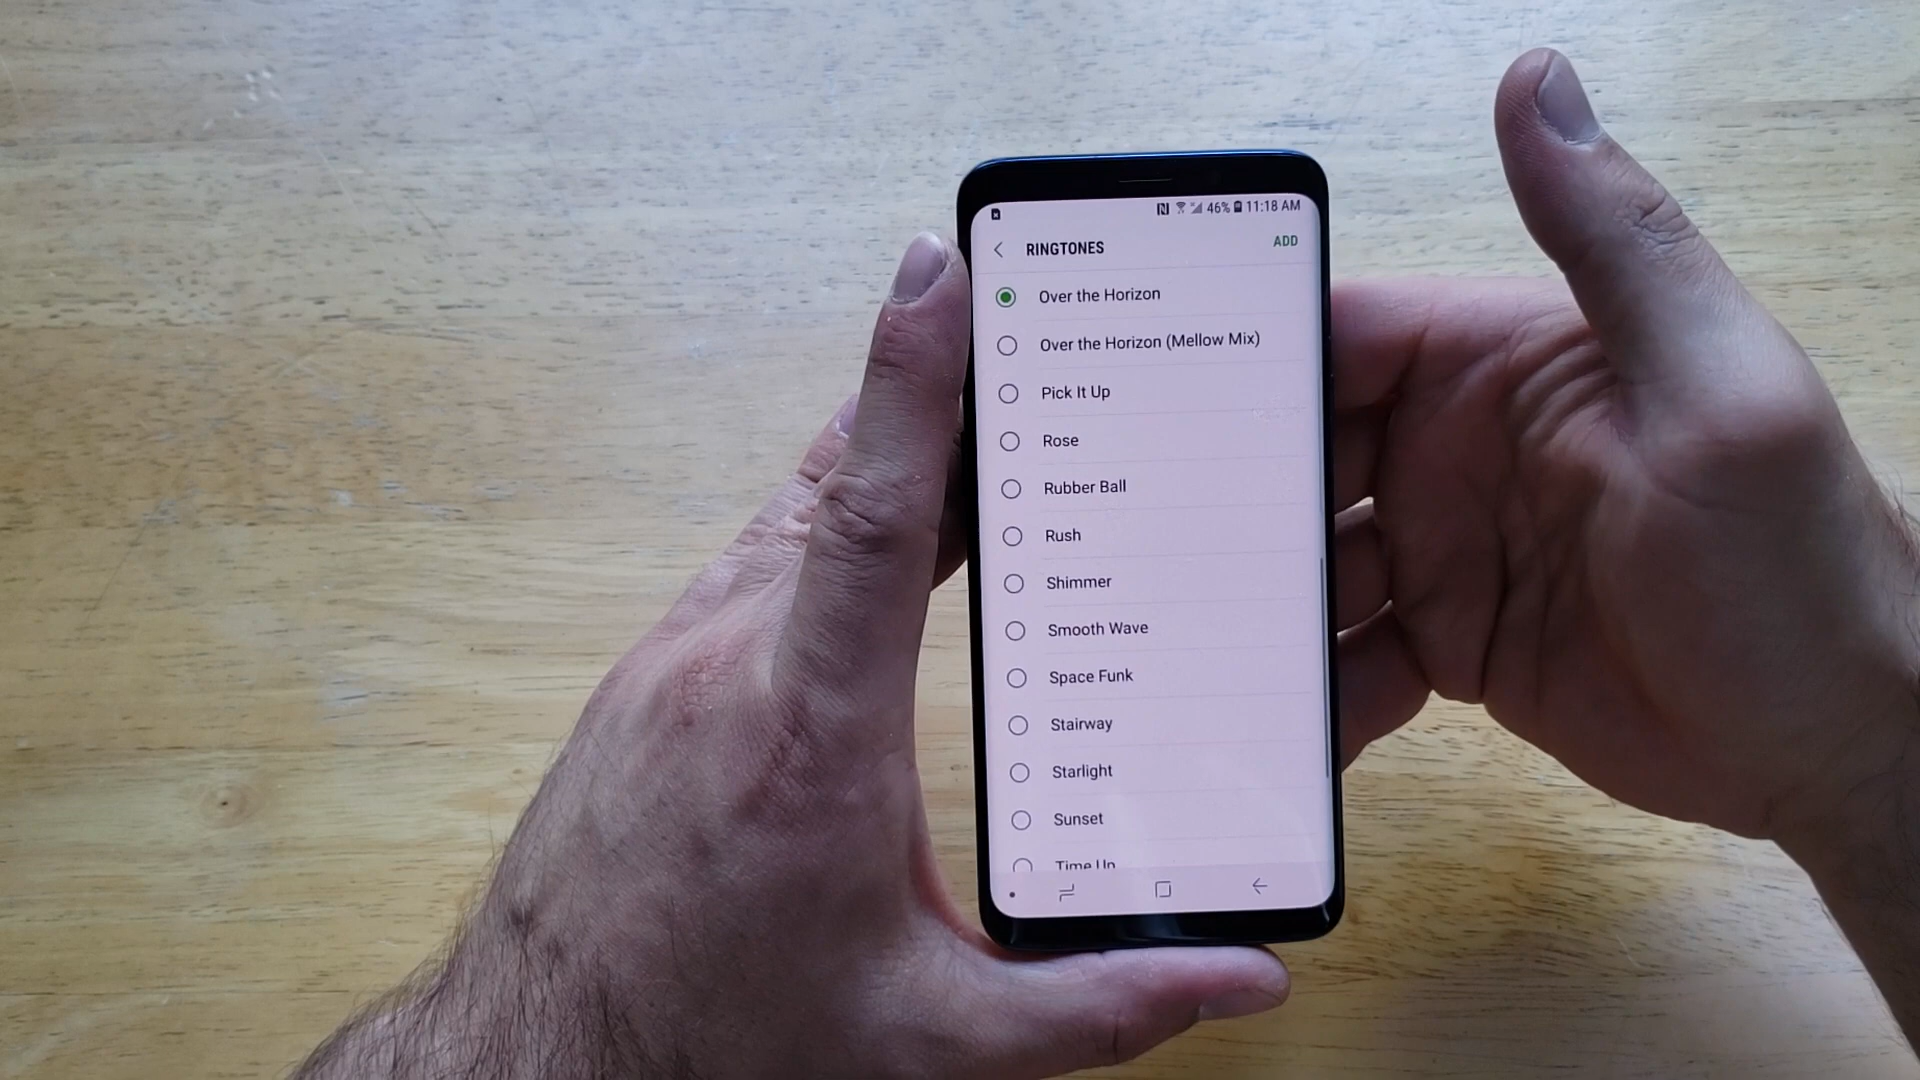 46% 11:18 AM
RINGTONES
ADD
Over the Horizon
Over the Horizon (Mellow Mix)
Pick It Up
Rose
Rubber Ball
Rush
Shimmer
Smooth Wave
Space Funk
Stairway
Starlight
Sunset
Time Up